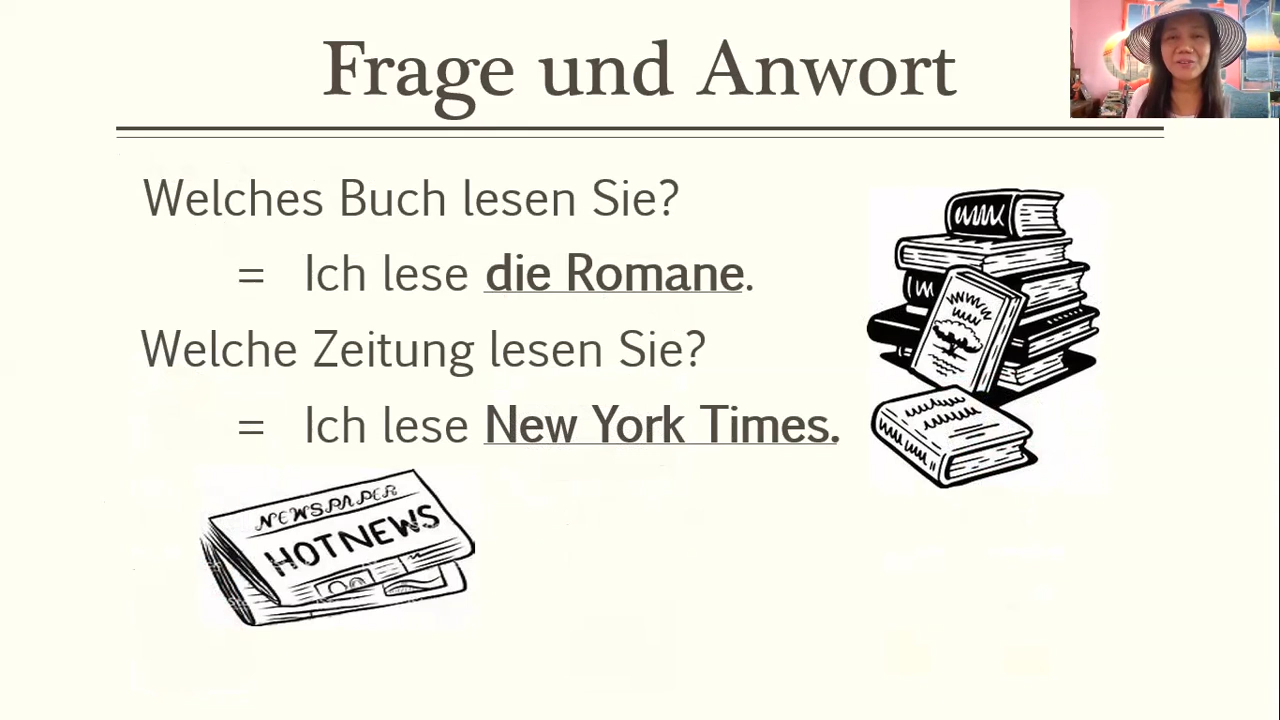 Frage und Anwort
Welches Buch lesen Sie?
= Ich lese die Romane.
Welche Zeitung lesen Sie?
= Ich lese New York Times.
NEWSPAPER
HOTNEWS